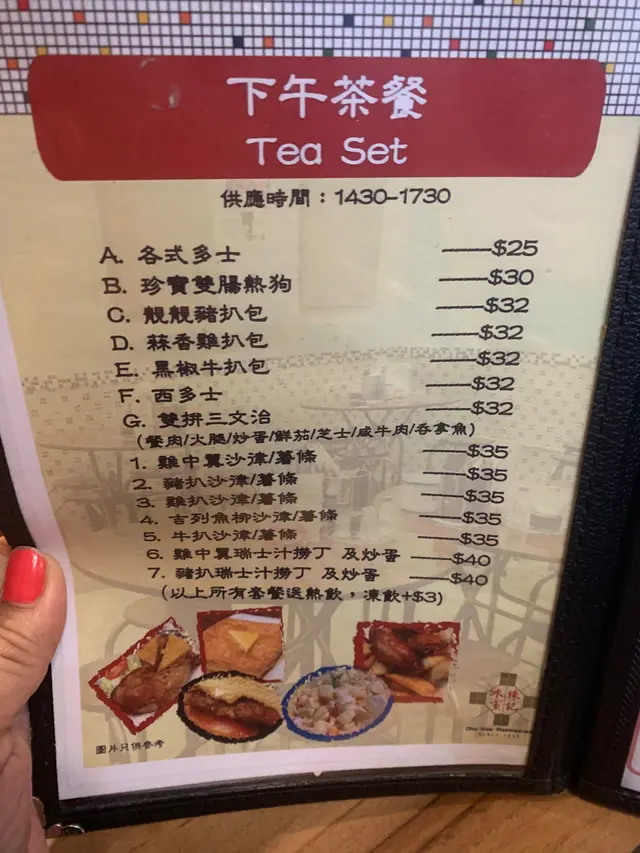 下午茶餐
Tea Set
供應時間：1430-1730
A. 各式多士 ——$25
B. 珍寶雙腸熱狗 ——$30
C. 靚靚豬扒包 ——$32
D. 蒜香雞扒包 ——$32
E. 黑椒牛扒包 ——$32
F. 西多士 ——$32
G. 雙拼三文治 ——$32
(餐肉/火腿/炒蛋/鮮茄/芝士/咸牛肉/吞拿魚)
1. 雞中翼沙律/薯條 ——$35
2. 豬扒沙律/薯條 ——$35
3. 雞扒沙律/薯條 ——$35
4. 吉列魚柳沙律/薯條 ——$35
5. 牛扒沙律/薯條 ——$35
6. 雞中翼瑞士汁撈丁 及炒蛋 ——$40
7. 豬扒瑞士汁撈丁 及炒蛋 ——$40
(以上所有套餐送熱飲，凍飲+$3)
圖片只供參考